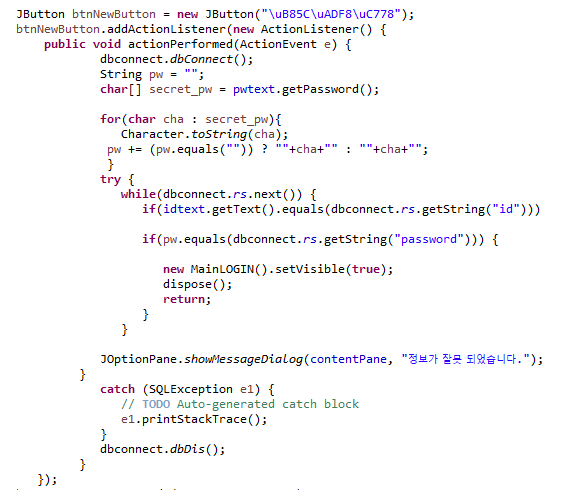 JButton btnNewButton = new JButton("\uB85C\uADF8\uC778");
btnNewButton.addActionListener(new ActionListener() {
public void actionPerformed(ActionEvent e) {
dbconnect.dbConnect();
String pw = "";
char[] secret_pw = pwtext.getPassword();
for(char cha : secret_pw){
Character.toString(cha);
pw += (pw.equals("")) ? ""+cha+"" : ""+cha+"";
}
try {
while(dbconnect.rs.next()) {
if(idtext.getText().equals(dbconnect.rs.getString("id")))
if(pw.equals(dbconnect.rs.getString("password"))) {
new MainLOGIN().setVisible(true);
dispose();
return;
}
}
JOptionPane.showMessageDialog(contentPane, "정보가 잘못 되었습니다.");
}
catch (SQLException e1) {
// TODO Auto-generated catch block
e1.printStackTrace();
}
dbconnect.dbDis();
}
});